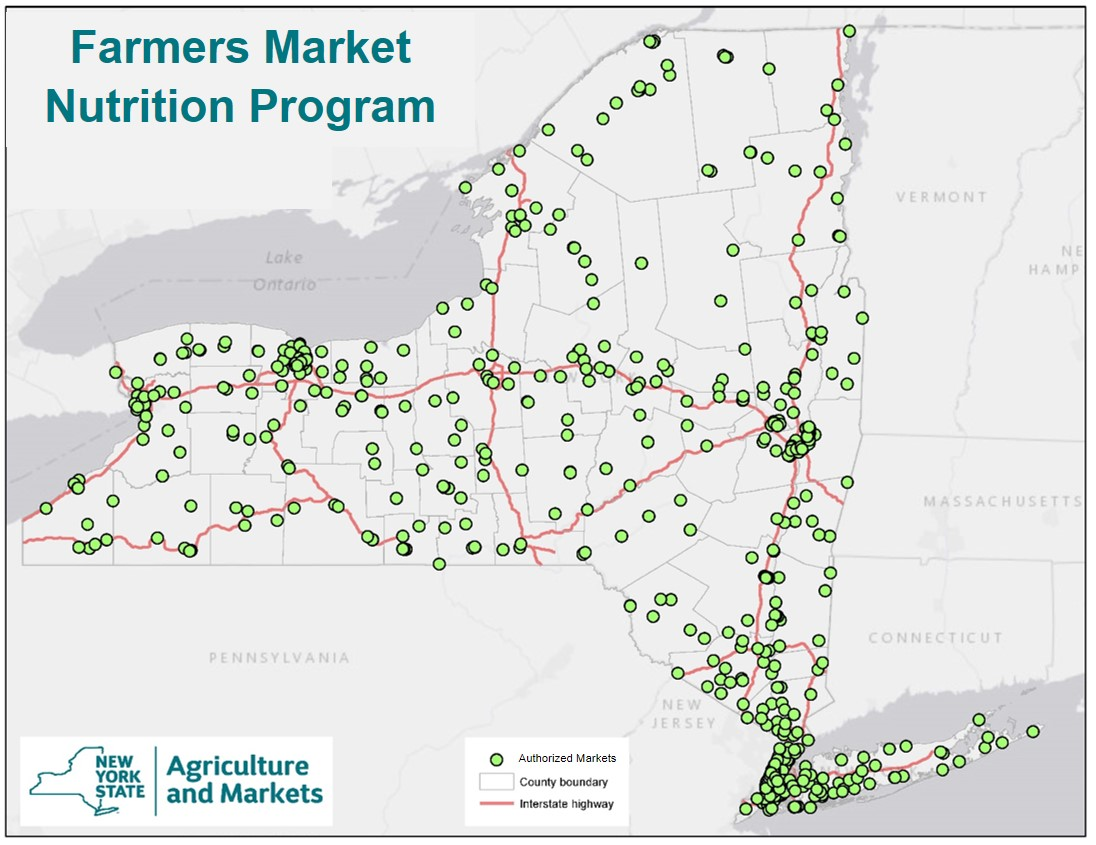 Farmers Market
Nutrition Program
VERMONT
NE
HAMP
Lake
Ontario
MASSACHUSETTS
CONNECTICUT
PENNSYLVANIA
NEW
JERSEY
NEW
YORK
STATE
Agriculture
and Markets
Authorized Markets
County boundary
Interstate highway